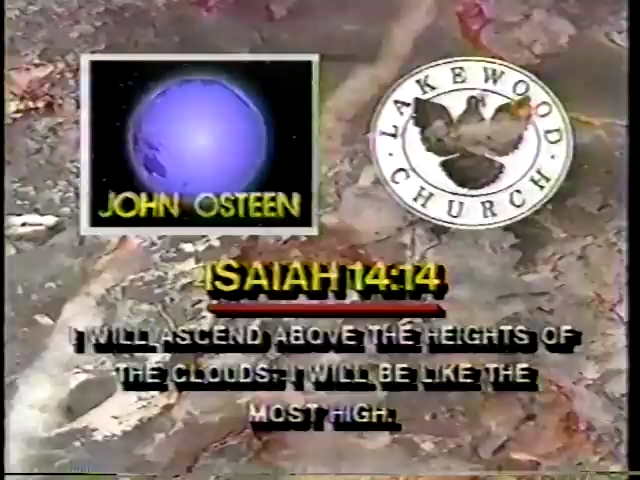 JOHN OSTEEN
LAKEWOOD
CHURCH
ISAIAH 14:14
I WILL ASCEND ABOVE THE HEIGHTS OF
THE CLOUDS: I WILL BE LIKE THE
MOST HIGH.